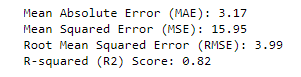 Mean Absolute Error (MAE): 3.17
Mean Squared Error (MSE): 15.95
Root Mean Squared Error (RMSE): 3.99
R-squared (R2) Score: 0.82